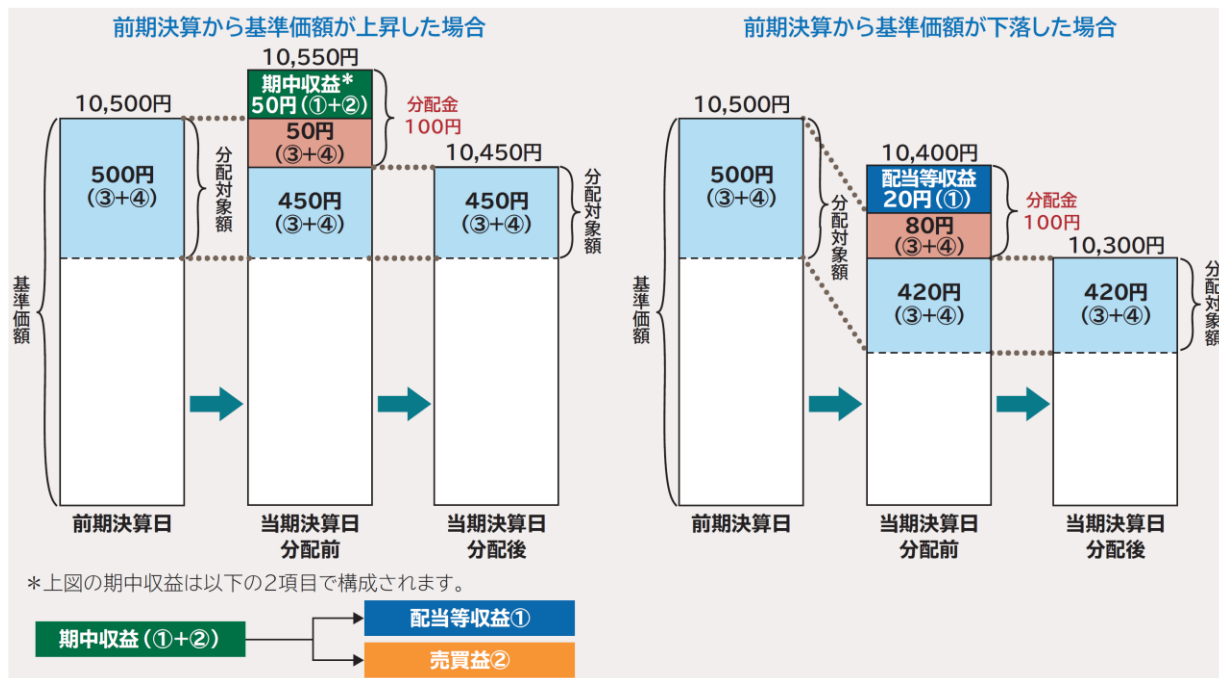 前期決算から基準価額が上昇した場合
10,500円
500円
(③+④)
分配対象額
基準価額
10,550円
期中収益*
50円(①+②)
50円
(③+④)
450円
(③+④)
分配金
100円
10,450円
450円
(③+④)
分配対象額
前期決算日
当期決算日
分配前
当期決算日
分配後
前期決算から基準価額が下落した場合
10,500円
500円
(③+④)
分配対象額
基準価額
10,400円
配当等収益
20円(①)
80円
(③+④)
420円
(③+④)
分配金
100円
10,300円
420円
(③+④)
分配対象額
前期決算日
当期決算日
分配前
当期決算日
分配後
*上図の期中収益は以下の2項目で構成されます。
期中収益(①+②)
配当等収益①
売買益②